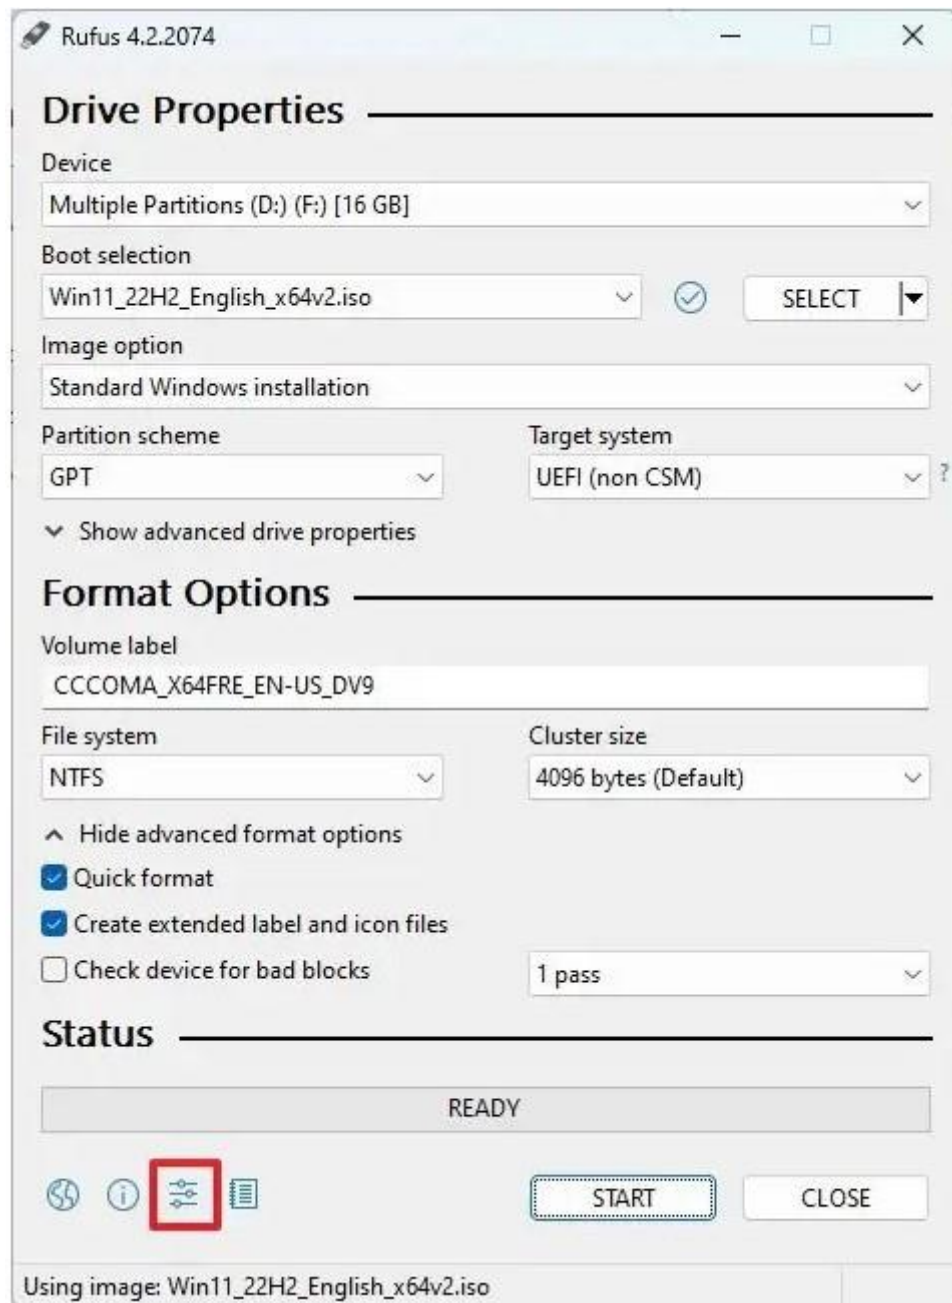 Rufus 4.2.2074
Drive Properties
Device
Multiple Partitions (D:) (F:) [16 GB]
Boot selection
Win11_22H2_English_x64v2.iso
SELECT
Image option
Standard Windows installation
Partition scheme
Target system
GPT
UEFI (non CSM)
?
Show advanced drive properties
Format Options
Volume label
CCCOMA_X64FRE_EN-US_DV9
File system
Cluster size
NTFS
4096 bytes (Default)
Hide advanced format options
Quick format
Create extended label and icon files
Check device for bad blocks
1 pass
Status
READY
START
CLOSE
Using image: Win11_22H2_English_x64v2.iso